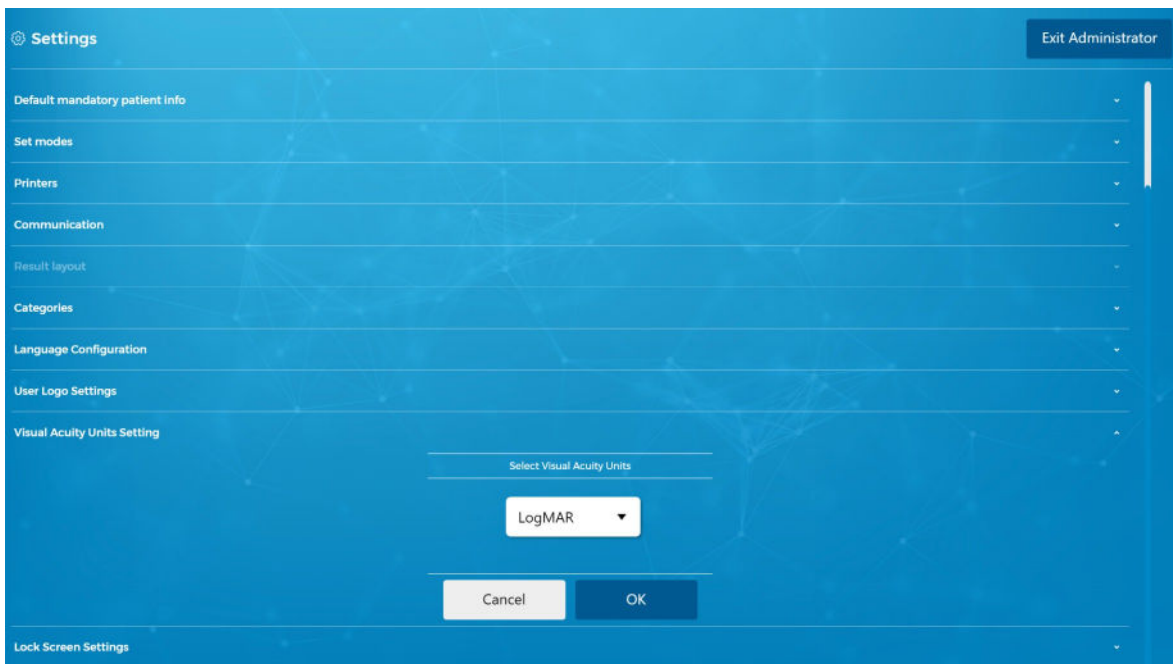 Settings
Exit Administrator
Default mandatory patient info
Set modes
Printers
Communication
Result layout
Categories
Language Configuration
User Logo Settings
Visual Acuity Units Setting
Select Visual Acuity Units
LogMAR
Cancel
OK
Lock Screen Settings